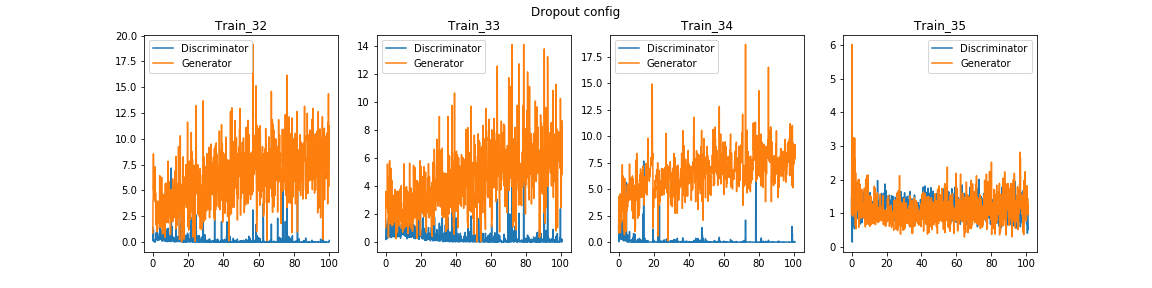 Dropout config
Train_32
Train_33
Train_34
Train_35
Discriminator
Generator
Discriminator
Generator
Discriminator
Generator
Discriminator
Generator
20.0
17.5
15.0
12.5
10.0
7.5
5.0
2.5
0.0
0 20 40 60 80 100
14
12
10
8
6
4
2
0
0 20 40 60 80 100
17.5
15.0
12.5
10.0
7.5
5.0
2.5
0.0
0 20 40 60 80 100
6
5
4
3
2
1
0
0 20 40 60 80 100